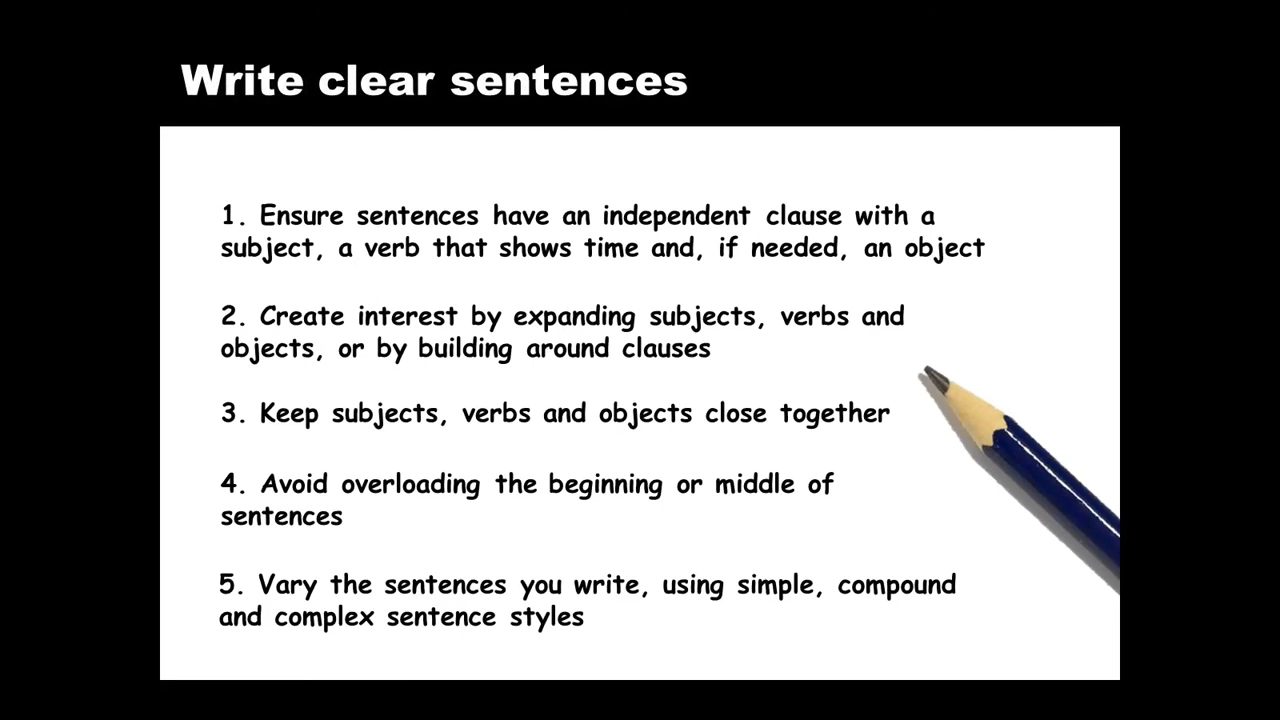 Write clear sentences
1. Ensure sentences have an independent clause with a
subject, a verb that shows time and, if needed, an object
2. Create interest by expanding subjects, verbs and
objects, or by building around clauses
3. Keep subjects, verbs and objects close together
4. Avoid overloading the beginning or middle of
sentences
5. Vary the sentences you write, using simple, compound
and complex sentence styles